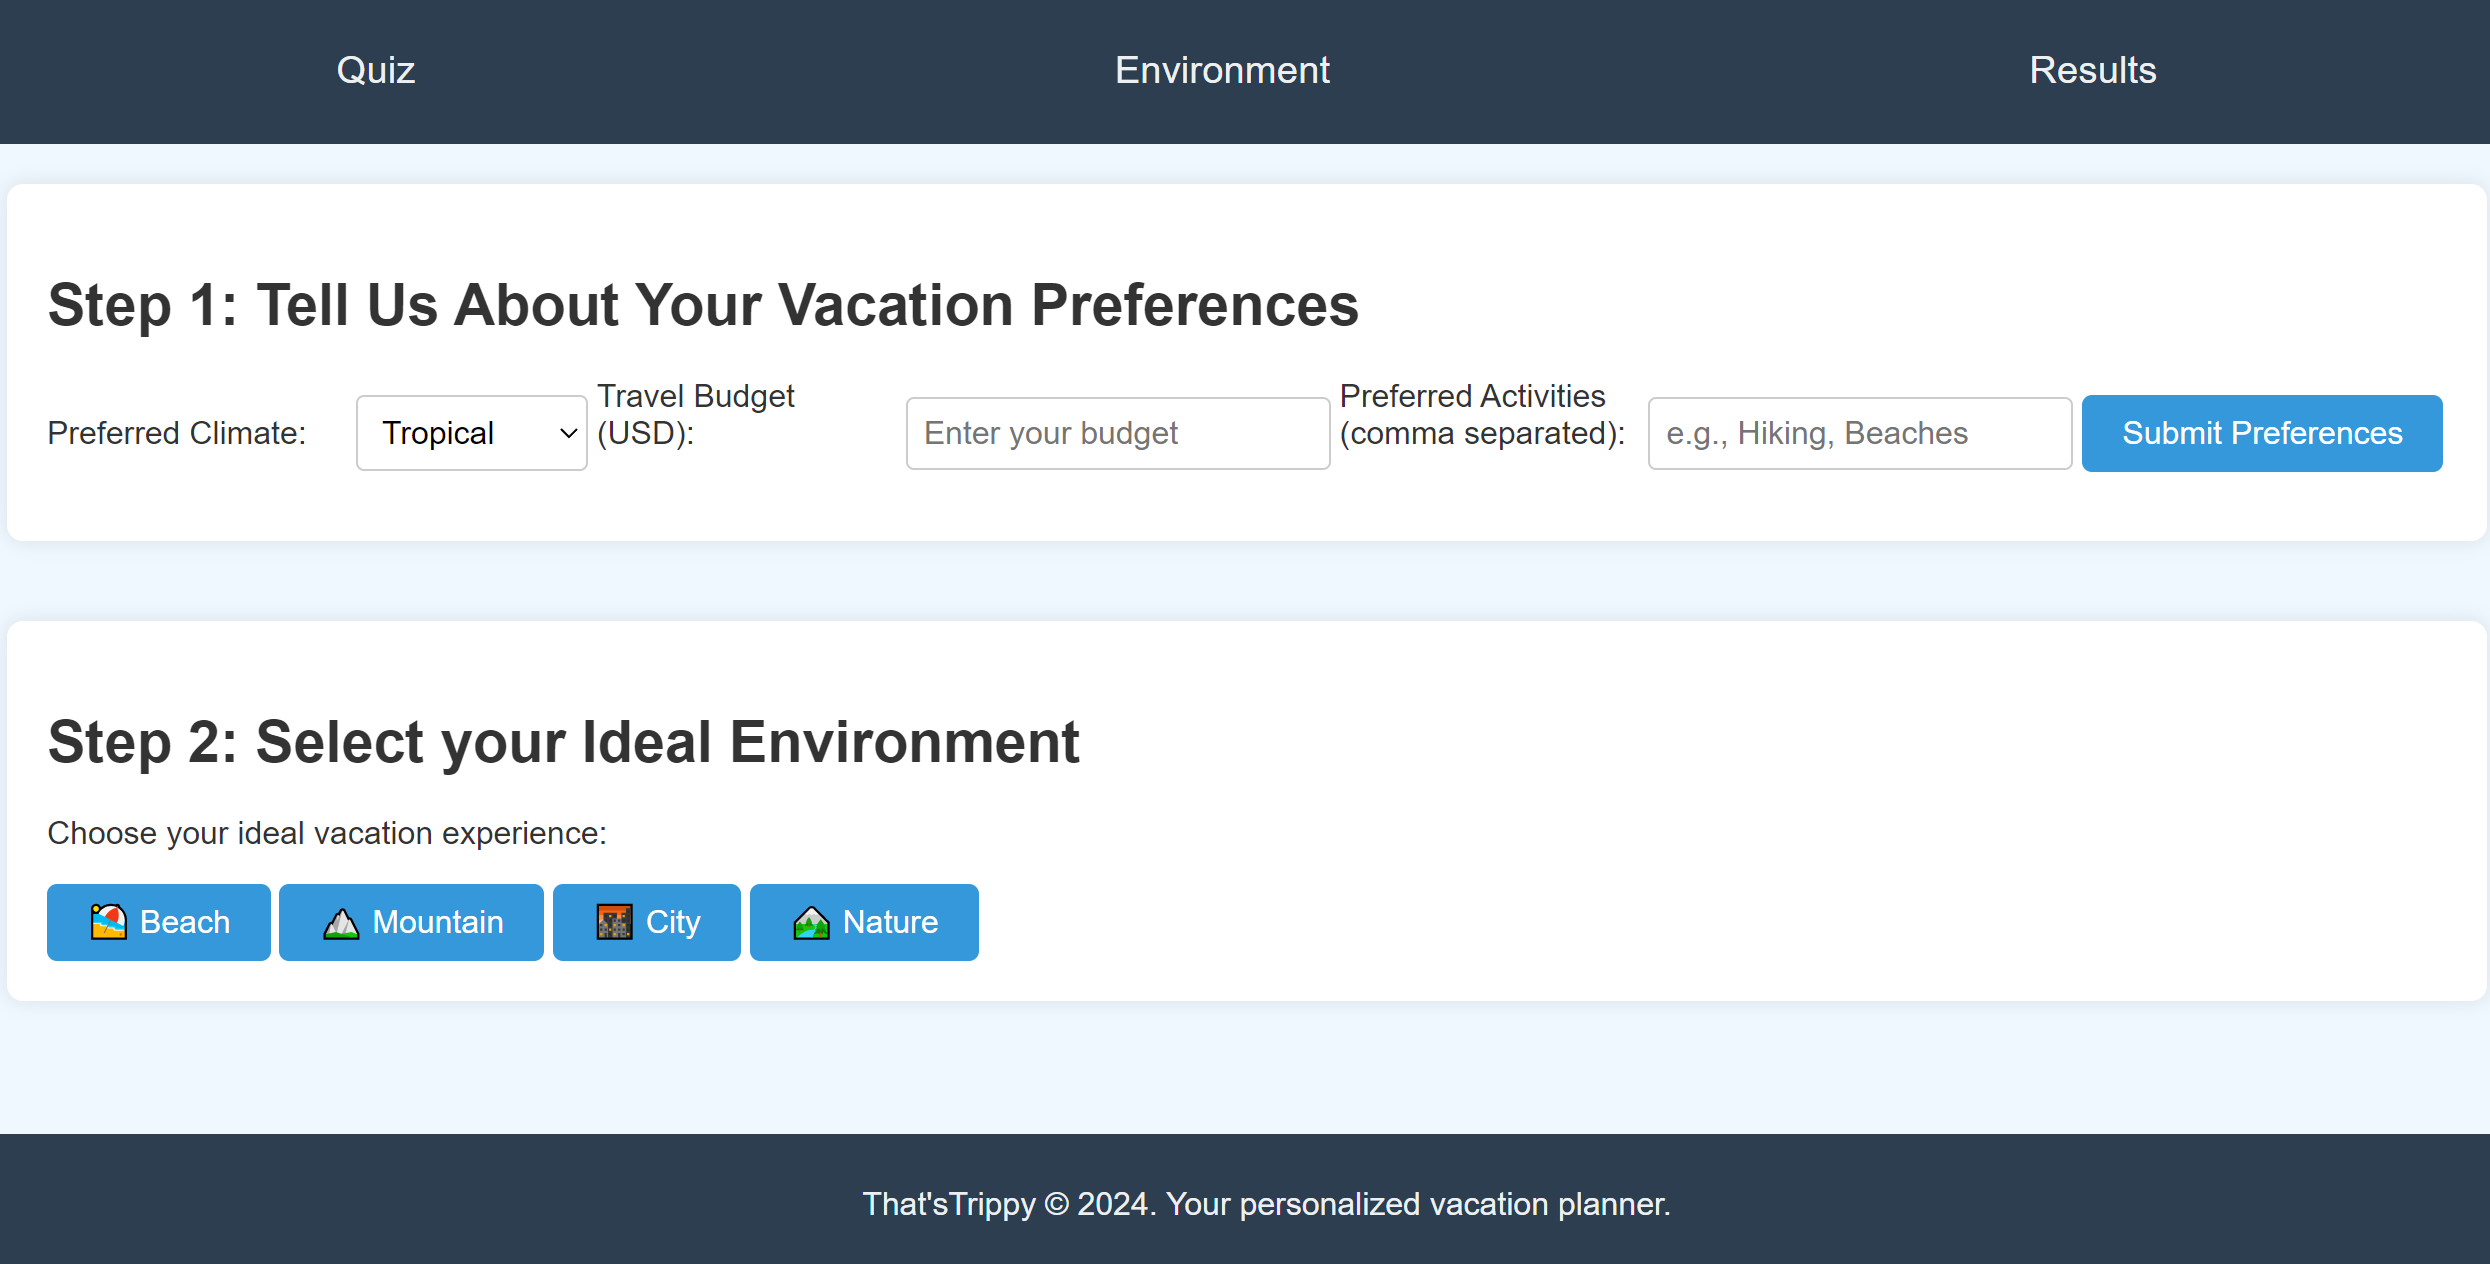 Quiz
Environment
Results
Step 1: Tell Us About Your Vacation Preferences
Preferred Climate:
Tropical
Travel Budget
(USD):
Enter your budget
Preferred Activities
(comma separated):
e.g., Hiking, Beaches
Submit Preferences
Step 2: Select your Ideal Environment
Choose your ideal vacation experience:
🏖️ Beach
⛰️ Mountain
🏙️ City
🏞️ Nature
That'sTrippy © 2024. Your personalized vacation planner.